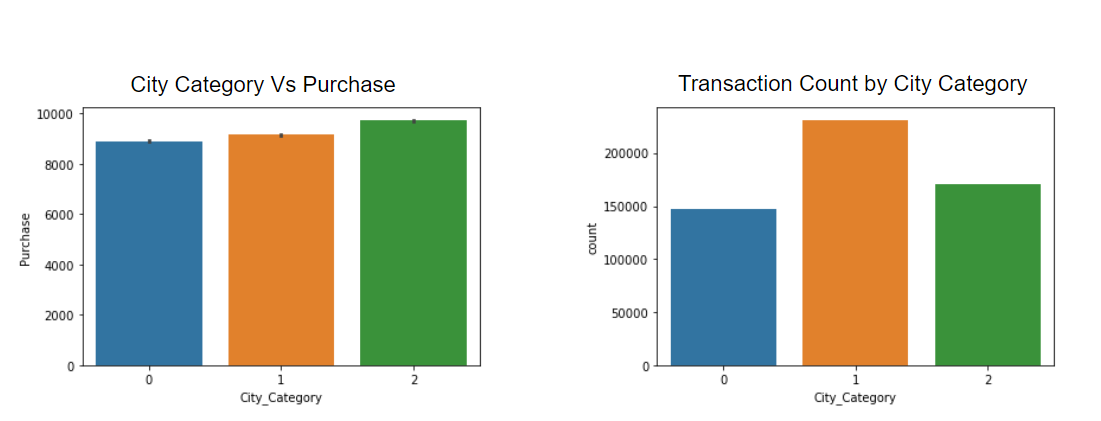 City Category Vs Purchase
10000
8000
6000
4000
2000
0
Purchase
0 1 2
City_Category
Transaction Count by City Category
200000
150000
100000
50000
0
count
0 1 2
City_Category